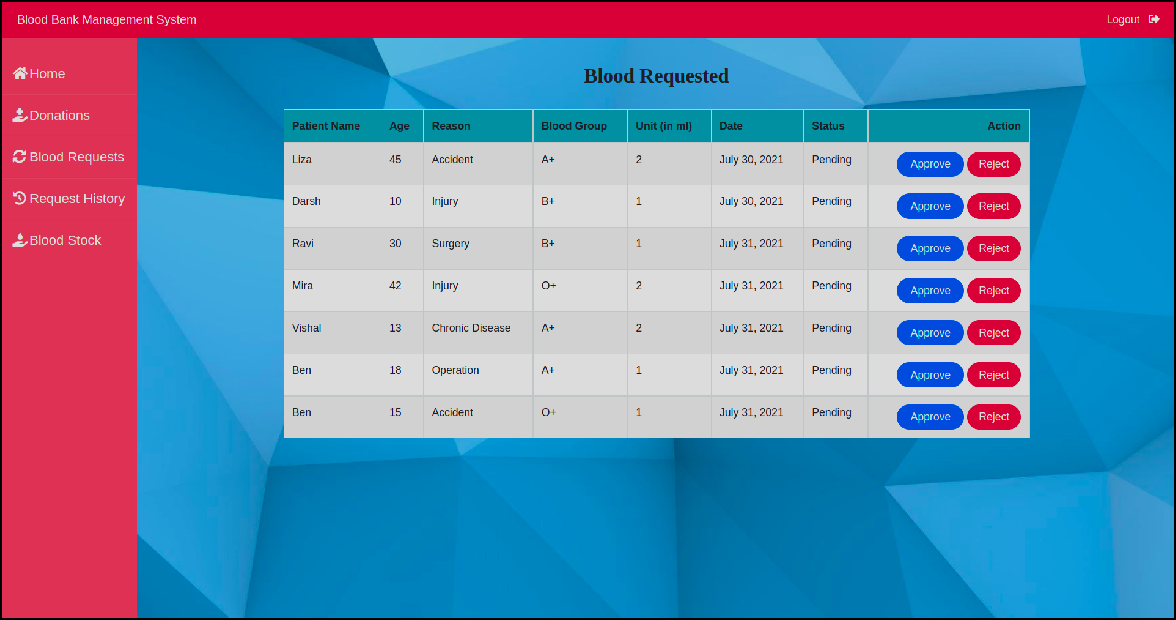 Blood Bank Management System Logout
Home
Donations
Blood Requests
Request History
Blood Stock
Blood Requested
Patient Name Age Reason Blood Group Unit (in ml) Date Status Action
Liza 45 Accident A+ 2 July 30, 2021 Pending Approve Reject
Darsh 10 Injury B+ 1 July 30, 2021 Pending Approve Reject
Ravi 30 Surgery B+ 1 July 31, 2021 Pending Approve Reject
Mira 42 Injury O+ 2 July 31, 2021 Pending Approve Reject
Vishal 13 Chronic Disease A+ 2 July 31, 2021 Pending Approve Reject
Ben 18 Operation A+ 1 July 31, 2021 Pending Approve Reject
Ben 15 Accident O+ 1 July 31, 2021 Pending Approve Reject